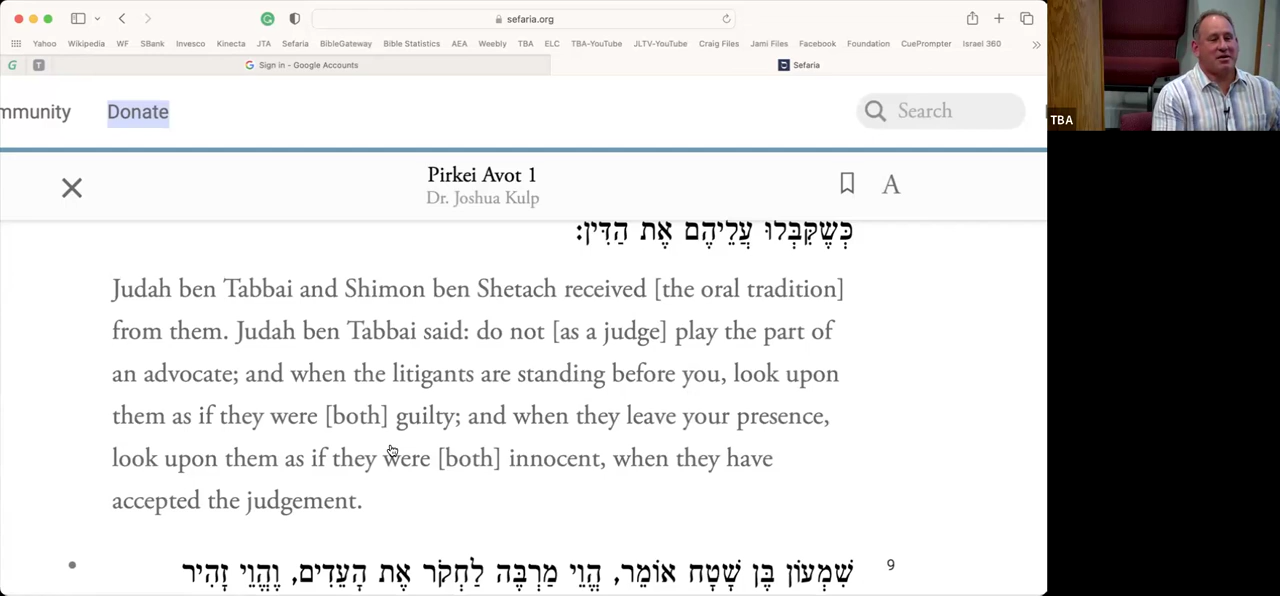 sefaria.org
Yahoo Wikipedia WF SBank Invesco Kinecta JTA Sefaria BibleGateway Bible Statistics AEA Weebly TBA ELC TBA-YouTube JLTV-YouTube Craig Files Jami Files Facebook Foundation CuePrompter Israel 360
G T Sign in - Google Accounts Sefaria
mmunity Donate Search
TBA
Pirkei Avot 1
A
Dr. Joshua Kulp
כְּשֶׁקִּבְּלוּ עֲלֵיהֶם אֶת הַדִּין:
Judah ben Tabbai and Shimon ben Shetach received [the oral tradition]
from them. Judah ben Tabbai said: do not [as a judge] play the part of
an advocate; and when the litigants are standing before you, look upon
them as if they were [both] guilty; and when they leave your presence,
look upon them as if they were [both] innocent, when they have
accepted the judgement.
9 שִׁמְעוֹן בֶּן שָׁטָח אוֹמֵר, הֱוֵי מַרְבֶּה לַחְקֹר אֶת הָעֵדִים, וֶהֱוֵי זָהִיר